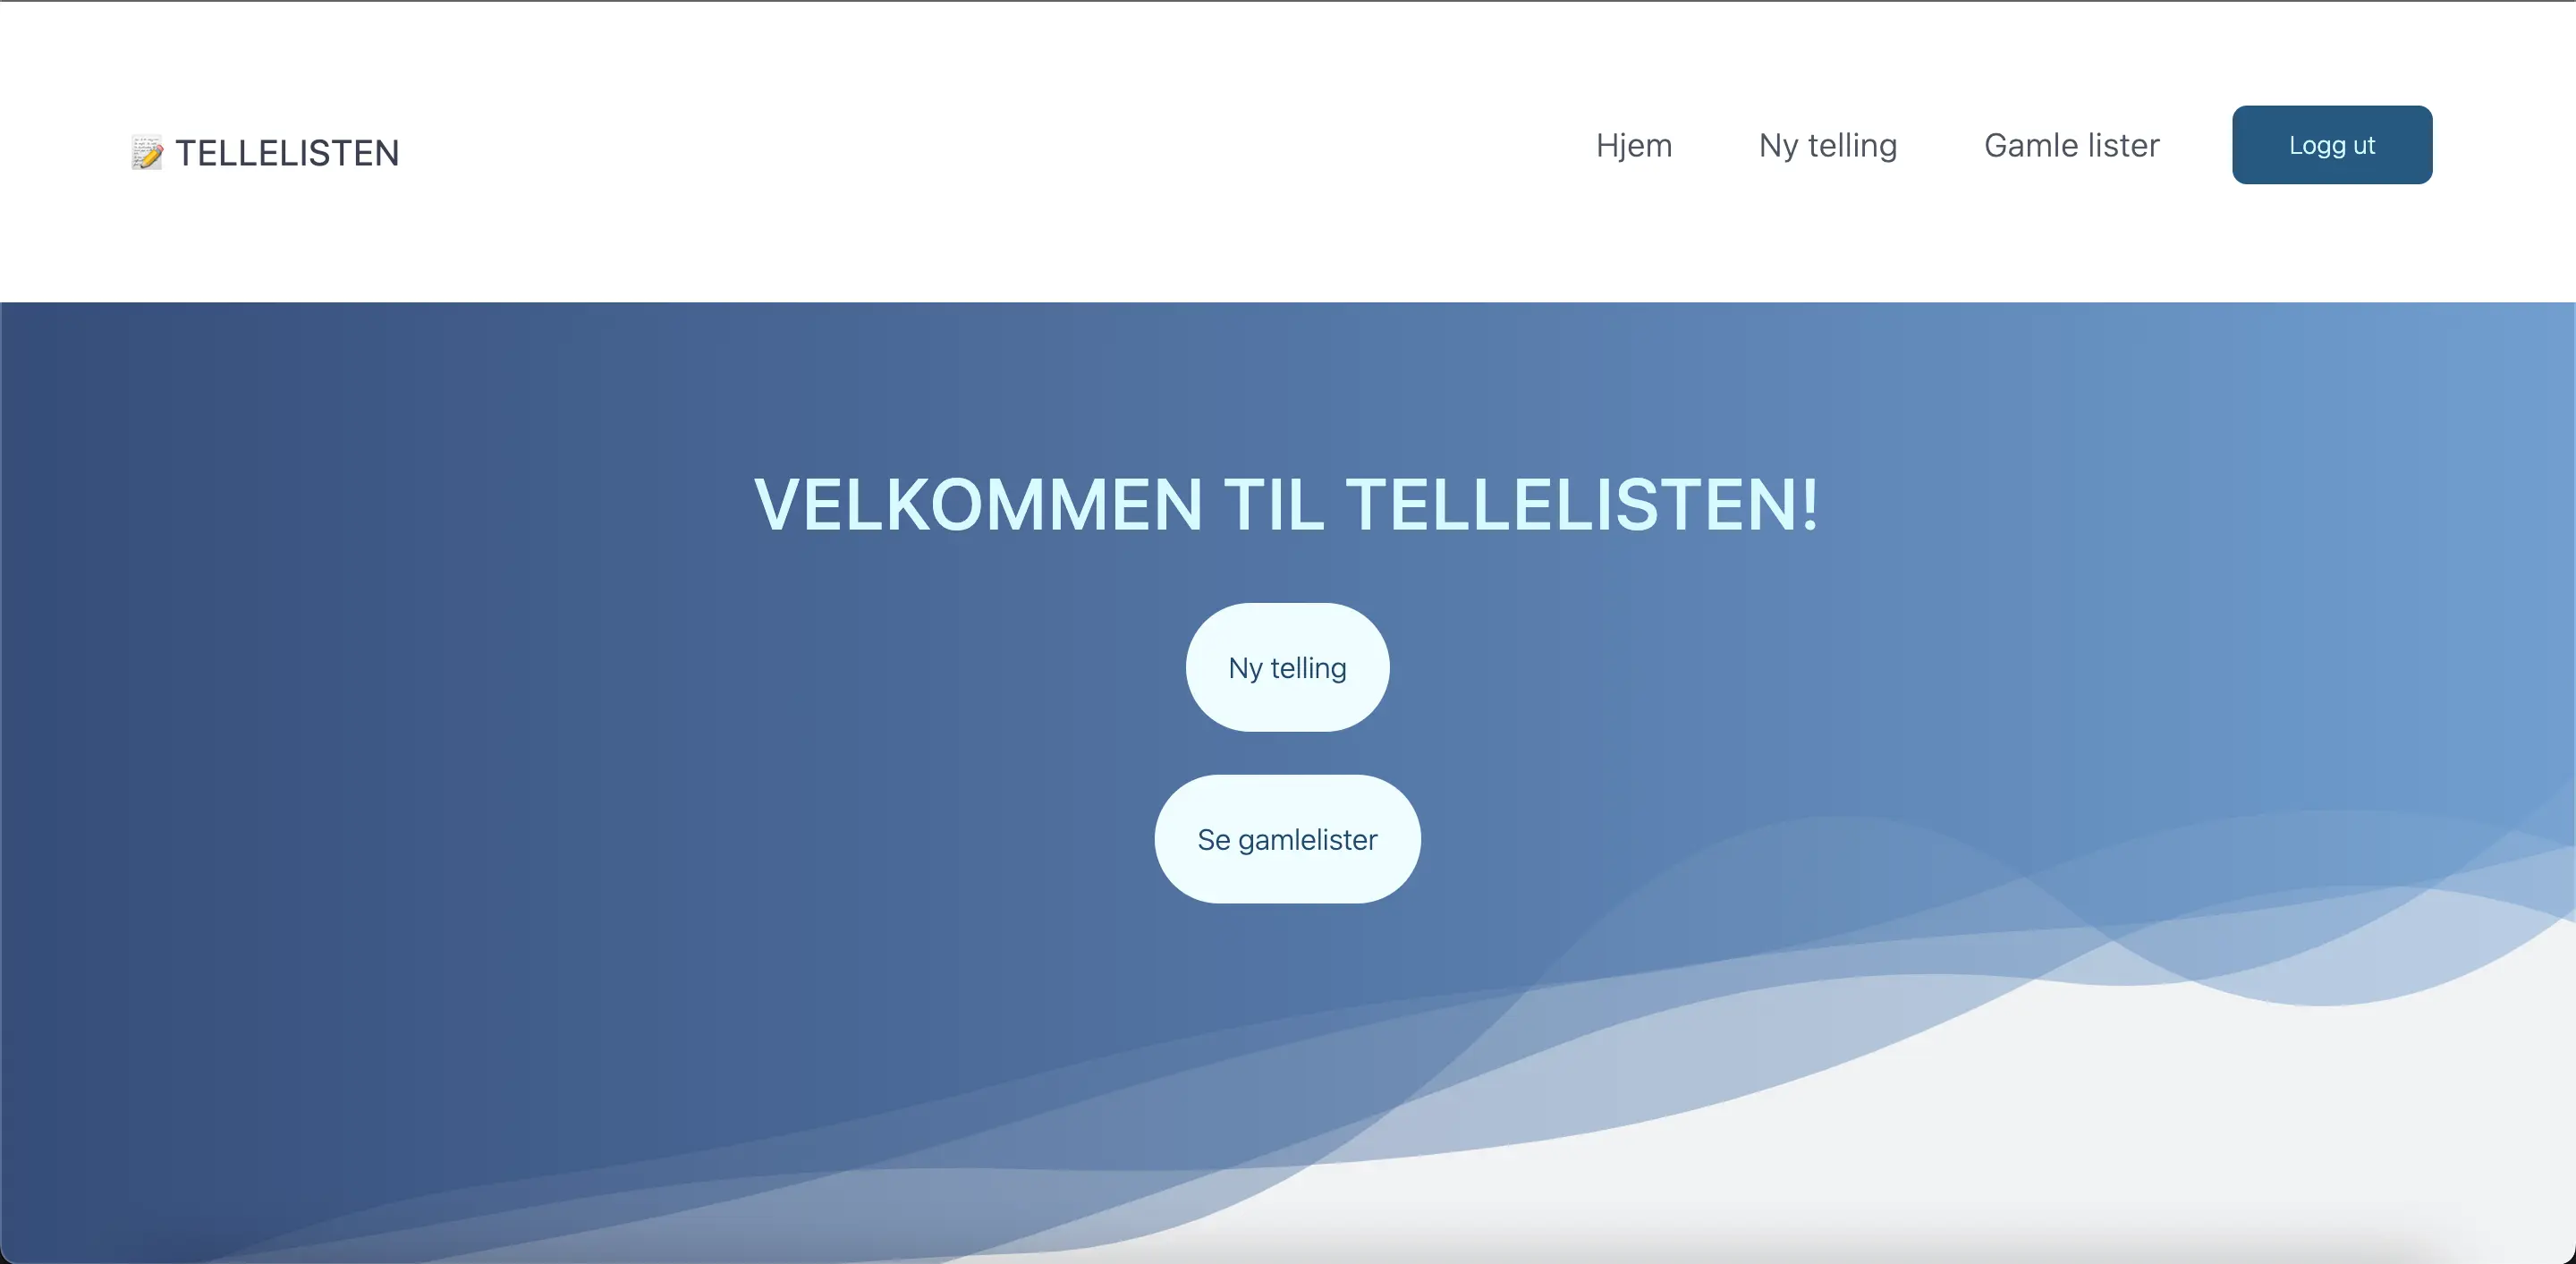 TELLELISTEN
Hjem
Ny telling
Gamle lister
Logg ut
VELKOMMEN TIL TELLELISTEN!
Ny telling
Se gamlelister